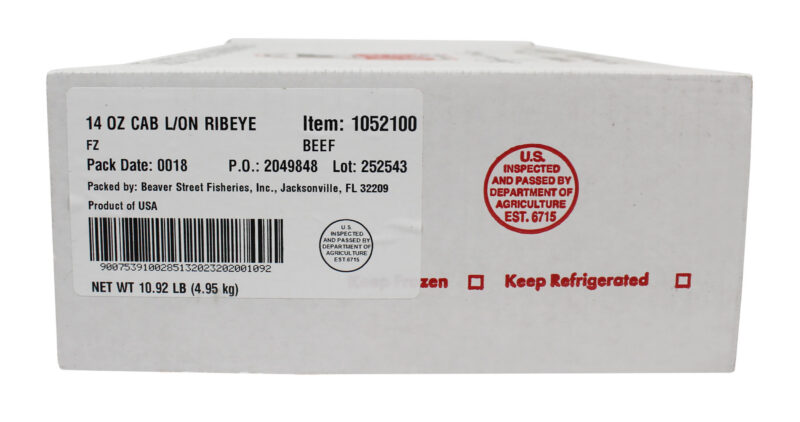 14 OZ CAB L/ON RIBEYE Item: 1052100
FZ BEEF
Pack Date: 0018 P.O.: 2049848 Lot: 252543
Packed by: Beaver Street Fisheries, Inc., Jacksonville, FL 32209
Product of USA
9007539100285132023202001092
NET WT 10.92 LB (4.95 kg)
U.S.
INSPECTED
AND PASSED BY
DEPARTMENT OF
AGRICULTURE
EST. 6715
U.S.
INSPECTED
AND PASSED BY
DEPARTMENT OF
AGRICULTURE
EST. 6715
Keep Frozen Keep Refrigerated